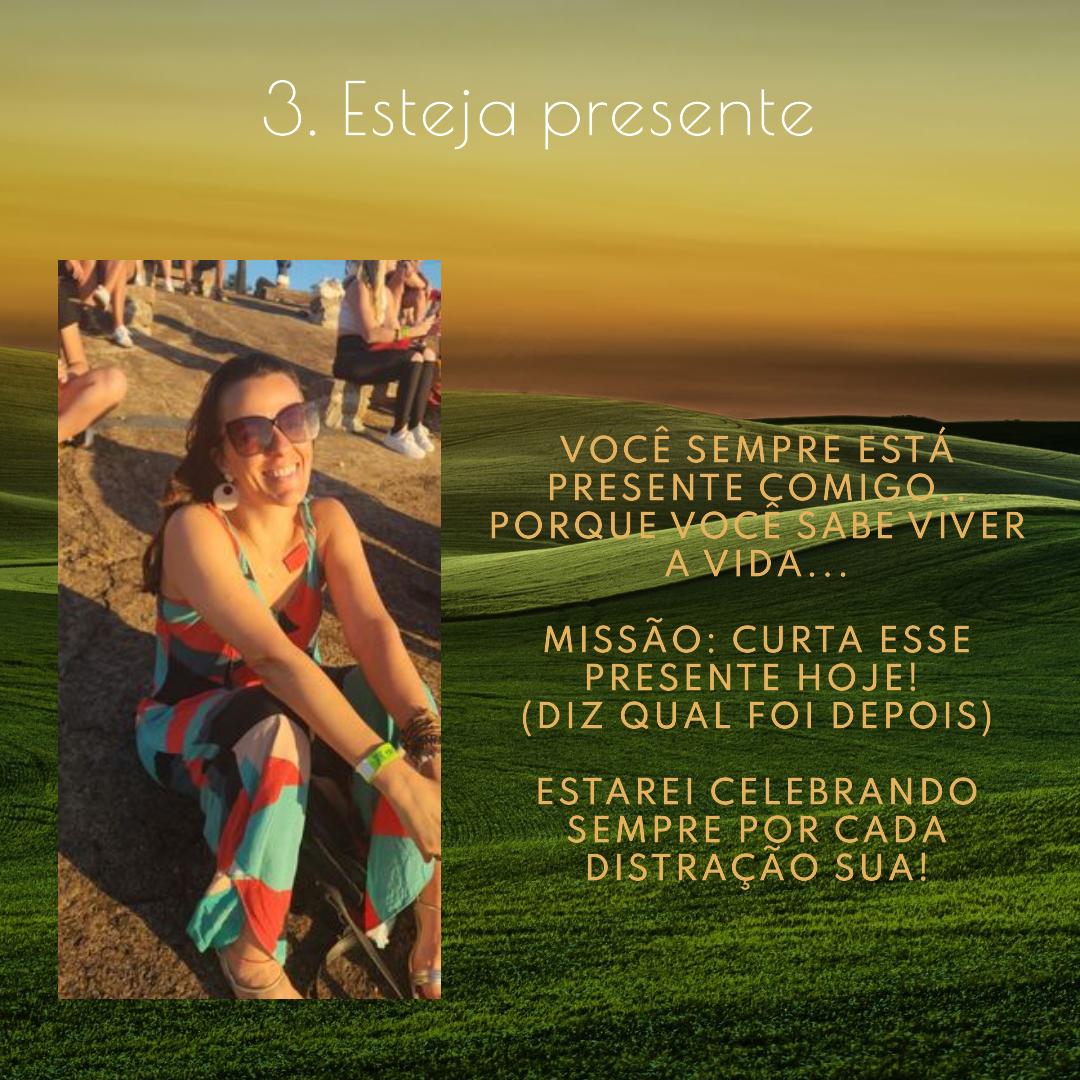 3. Esteja presente
VOCÊ SEMPRE ESTÁ
PRESENTE COMIGO..
PORQUE VOCÊ SABE VIVER
A VIDA...
MISSÃO: CURTA ESSE
PRESENTE HOJE!
(DIZ QUAL FOI DEPOIS)
ESTAREI CELEBRANDO
SEMPRE POR CADA
DISTRAÇÃO SUA!